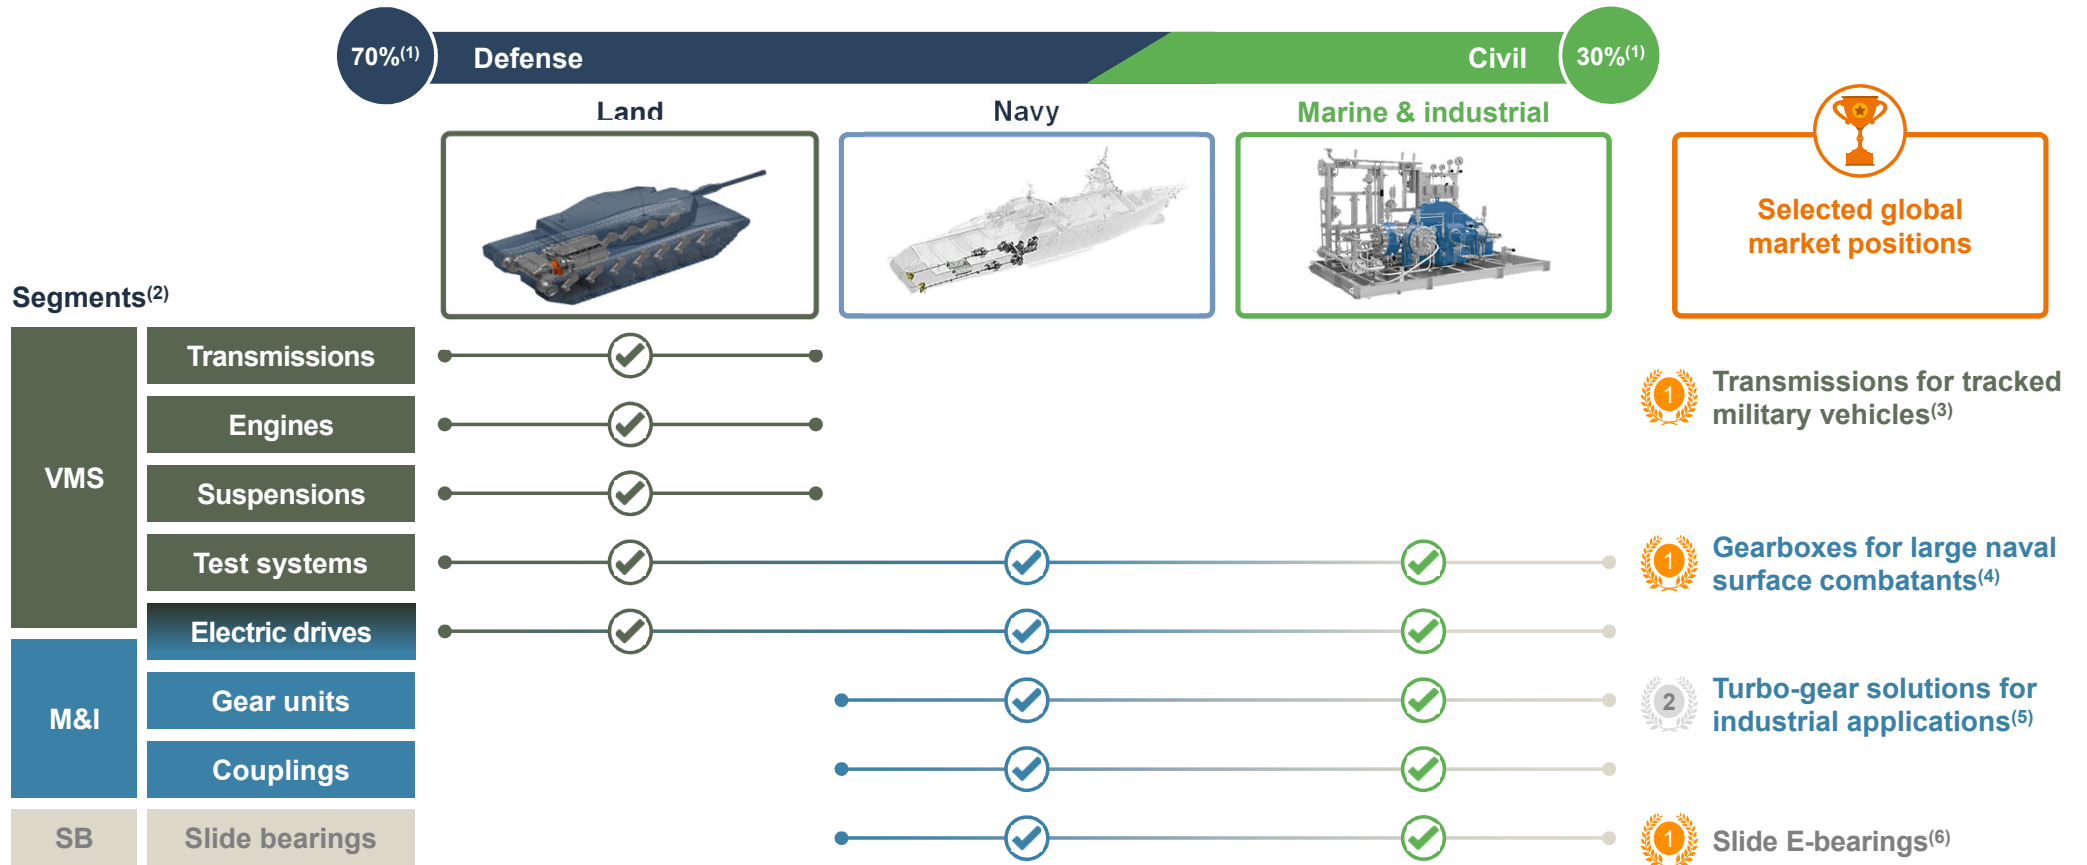 70%(1)
Defense
Civil
30%(1)
Land
Navy
Marine & industrial
Selected global
market positions
Segments(2)
VMS
Transmissions
Engines
Suspensions
Test systems
Electric drives
M&I
Gear units
Couplings
SB
Slide bearings
1
Transmissions for tracked
military vehicles(3)
1
Gearboxes for large naval
surface combatants(4)
2
Turbo-gear solutions for
industrial applications(5)
1
Slide E-bearings(6)